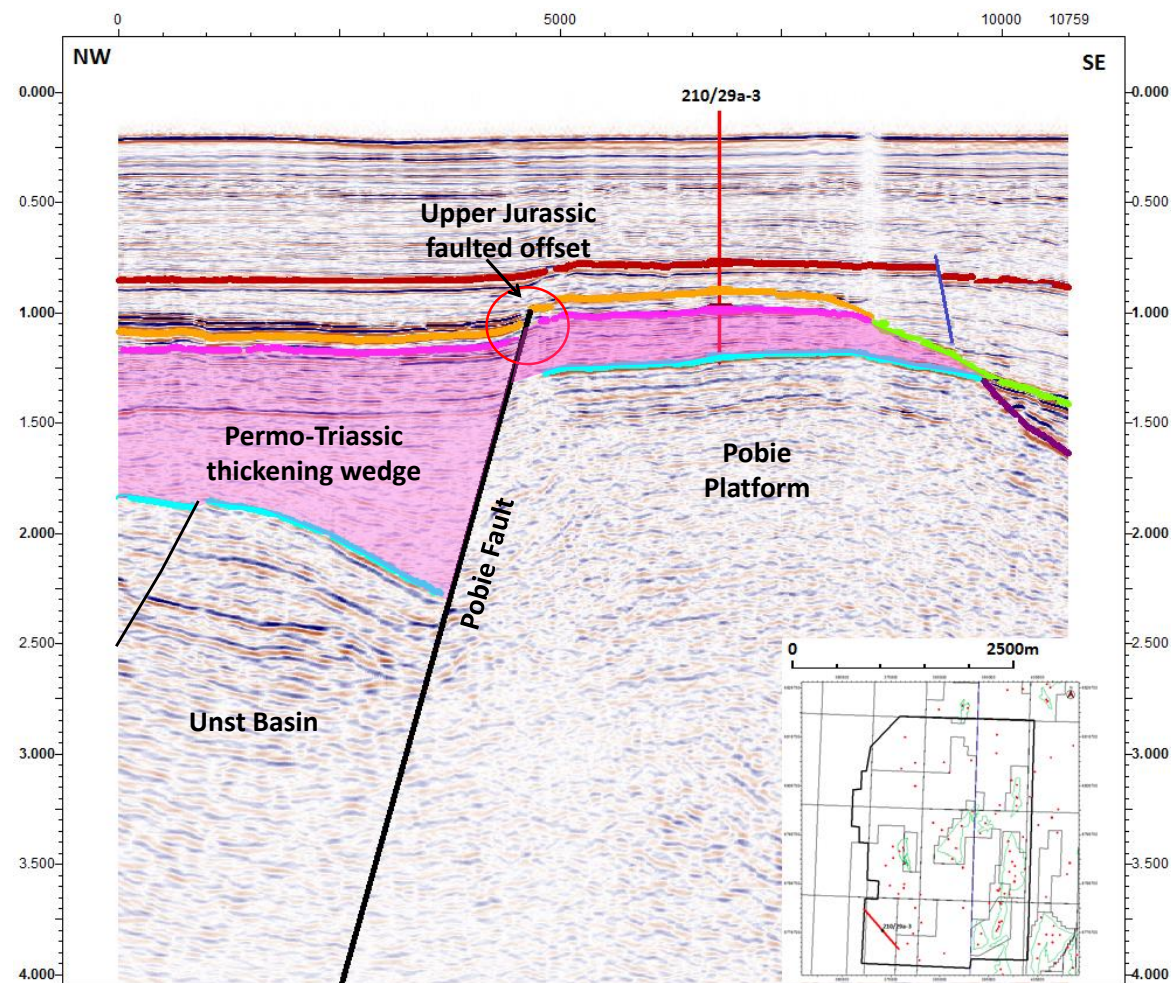 0 5000 10000 10759
NW
SE
0.000 0.000
210/29a-3
0.500 0.500
Upper Jurassic
faulted offset
1.000 1.000
1.500 1.500
Permo-Triassic
thickening wedge
Pobie
Platform
2.000 2.000
Pobie Fault
2.500 2.500
0 2500m
Unst Basin
3.000 3.000
3.500 3.500
210/29a-3
4.000 4.000